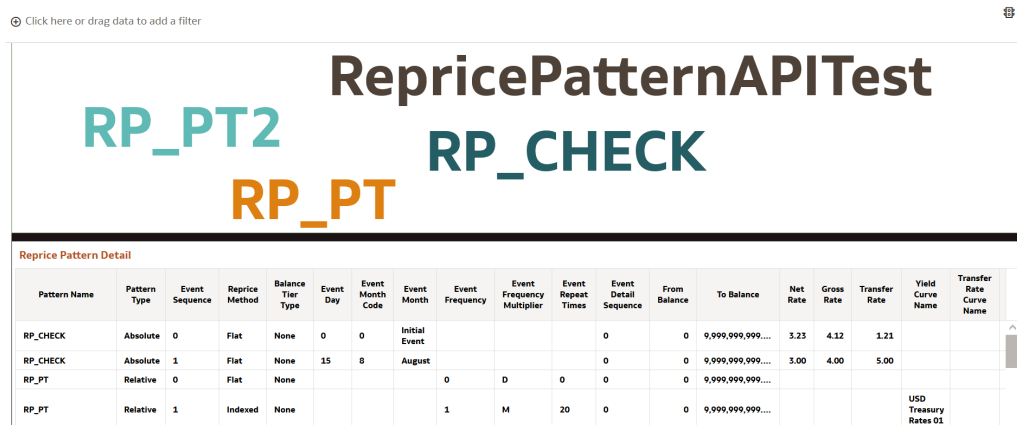 Click here or drag data to add a filter
RepricePatternAPITest
RP_PT2
RP_CHECK
RP_PT
Reprice Pattern Detail
Pattern Name Pattern Type Event Sequence Reprice Method Balance Tier Type Event Day Event Month Code Event Month Event Frequency Event Frequency Multiplier Event Repeat Times Event Detail Sequence From Balance To Balance Net Rate Gross Rate Transfer Rate Yield Curve Name Transfer Rate Curve Name
RP_CHECK Absolute 0 Flat None 0 0 Initial Event 0 0 9,999,999,999.... 3.23 4.12 1.21
RP_CHECK Absolute 1 Flat None 15 8 August 0 0 9,999,999,999.... 3.00 4.00 5.00
RP_PT Relative 0 Flat None 0 D 0 0 0 9,999,999,999....
RP_PT Relative 1 Indexed None 1 M 20 0 0 9,999,999,999.... USD Treasury Rates 01